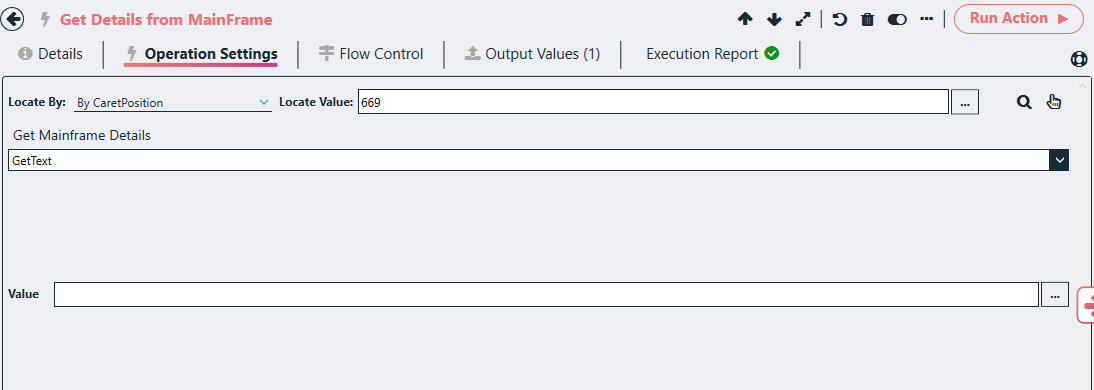 Get Details from MainFrame
Run Action
Details Operation Settings Flow Control Output Values (1) Execution Report
Locate By: By CaretPosition Locate Value: 669 ...
Get Mainframe Details
GetText
Value ...